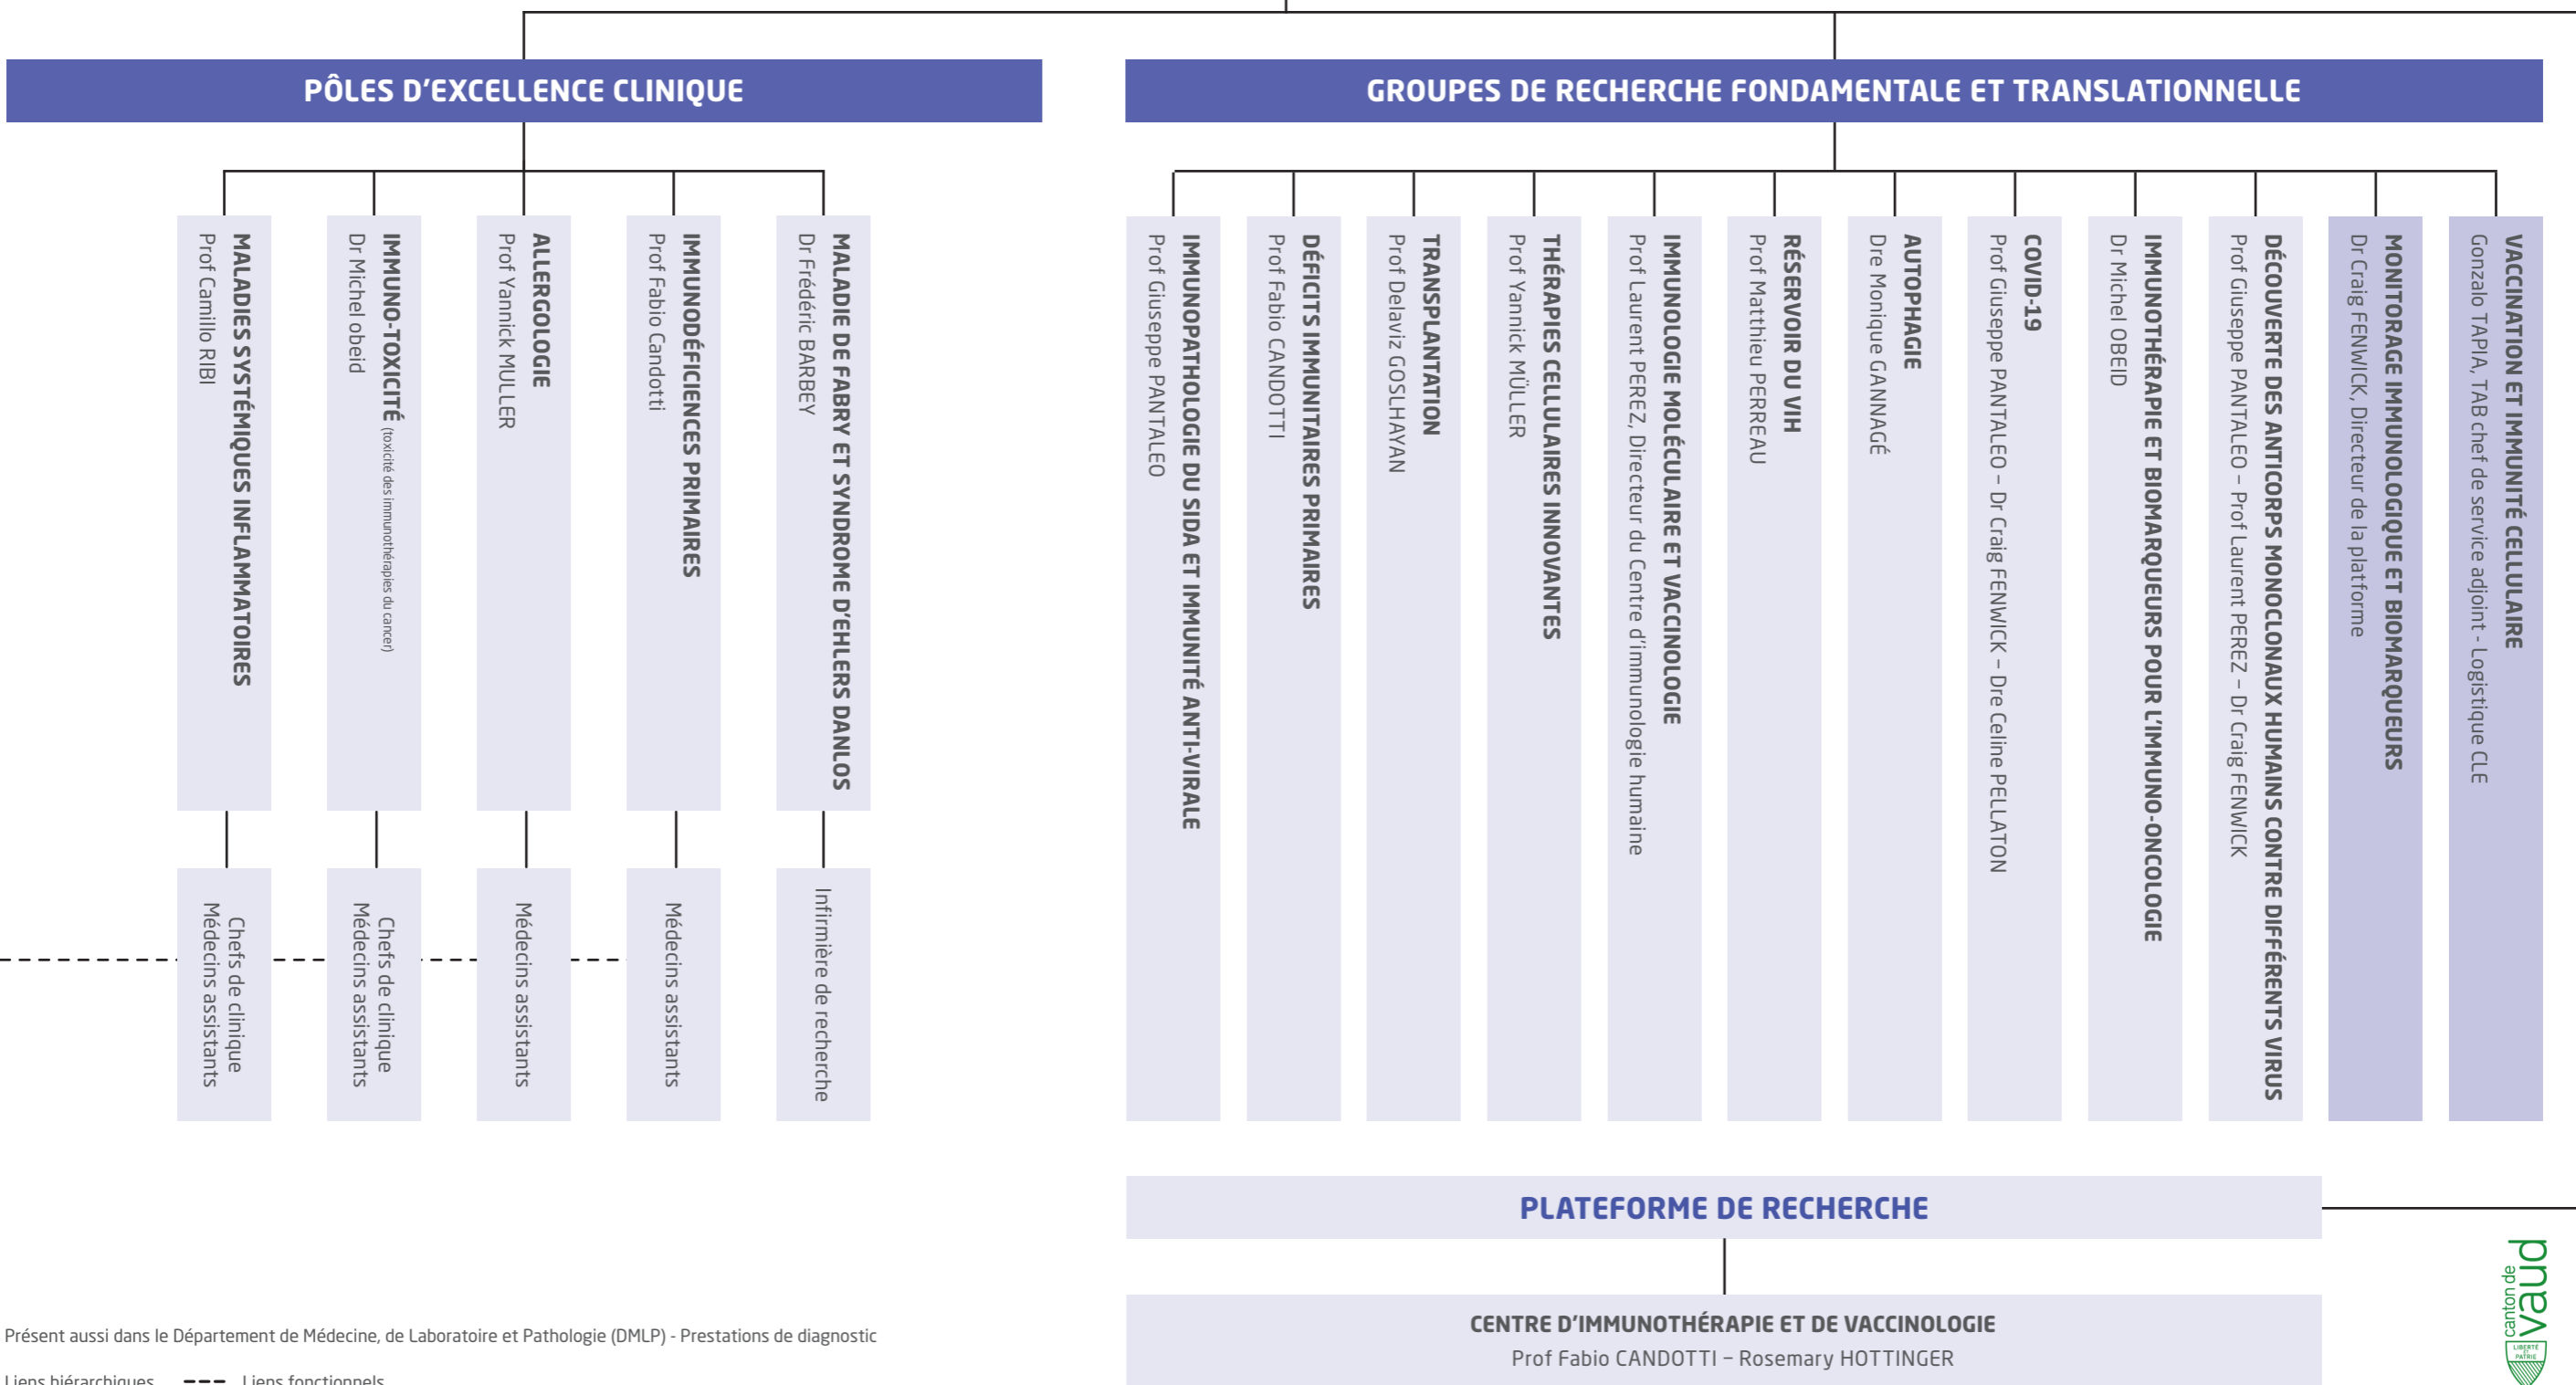 PÔLES D'EXCELLENCE CLINIQUE
MALADIES SYSTÉMIQUES INFLAMMATOIRES
Prof Camillo RIBI
IMMUNO-TOXICITÉ (toxicité des immunothérapies du cancer)
Dr Michel obeid
ALLERGOLOGIE
Prof Yannick MULLER
IMMUNODÉFICIENCES PRIMAIRES
Prof Fabio Candotti
MALADIE DE FABRY ET SYNDROME D'EHLERS DANLOS
Dr Frédéric BARBEY
Chefs de clinique
Médecins assistants
Chefs de clinique
Médecins assistants
Médecins assistants
Médecins assistants
Infirmière de recherche
GROUPES DE RECHERCHE FONDAMENTALE ET TRANSLATIONNELLE
IMMUNOPATHOLOGIE DU SIDA ET IMMUNITÉ ANTI-VIRALE
Prof Giuseppe PANTALEO
DÉFICITS IMMUNITAIRES PRIMAIRES
Prof Fabio CANDOTTI
TRANSPLANTATION
Prof Delaviz GOSLHAYAN
THÉRAPIES CELLULAIRES INNOVANTES
Prof Yannick MÜLLER
IMMUNOLOGIE MOLÉCULAIRE ET VACCINOLOGIE
Prof Laurent PEREZ, Directeur du Centre d'immunologie humaine
RÉSERVOIR DU VIH
Prof Matthieu PERREAU
AUTOPHAGIE
Dre Monique GANNAGÉ
COVID-19
Prof Giuseppe PANTALEO – Dr Craig FENWICK – Dre Celine PELLATON
IMMUNOTHÉRAPIE ET BIOMARQUEURS POUR L'IMMUNO-ONCOLOGIE
Dr Michel OBEID
DÉCOUVERTE DES ANTICORPS MONOCLONAUX HUMAINS CONTRE DIFFÉRENTS VIRUS
Prof Giuseppe PANTALEO – Prof Laurent PEREZ – Dr Craig FENWICK
MONITORAGE IMMUNOLOGIQUE ET BIOMARQUEURS
Dr Craig FENWICK, Directeur de la platforme
VACCINATION ET IMMUNITÉ CELLULAIRE
Gonzalo TAPIA, TAB chef de service adjoint - Logistique CLE
PLATEFORME DE RECHERCHE
CENTRE D'IMMUNOTHÉRAPIE ET DE VACCINOLOGIE
Prof Fabio CANDOTTI – Rosemary HOTTINGER
Présent aussi dans le Département de Médecine, de Laboratoire et Pathologie (DMLP) - Prestations de diagnostic
Liens hiérarchiques --- Liens fonctionnels
canton de
vaud
LIBERTÉ
ET
PATRIE